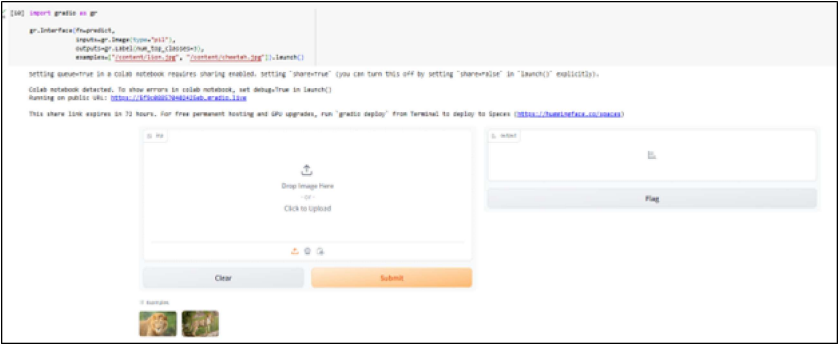 [10] import gradio as gr
gr.Interface(fn=predict,
inputs=gr.Image(type="pil"),
outputs=gr.Label(num_top_classes=3),
examples=["/content/lion.jpg", "/content/cheetah.jpg"]).launch()
Setting queue=True in a Colab notebook requires sharing enabled. Setting `share=True` (you can turn this off by setting `share=False` in `launch()` explicitly).
Colab notebook detected. To show errors in colab notebook, set debug=True in launch()
Running on public URL:
This share link expires in 72 hours. For free permanent hosting and GPU upgrades, run `gradio deploy` from Terminal to deploy to Spaces (https://huggingface.co/spaces)
img
output
Drop Image Here
- or -
Click to Upload
Flag
Clear
Submit
Examples